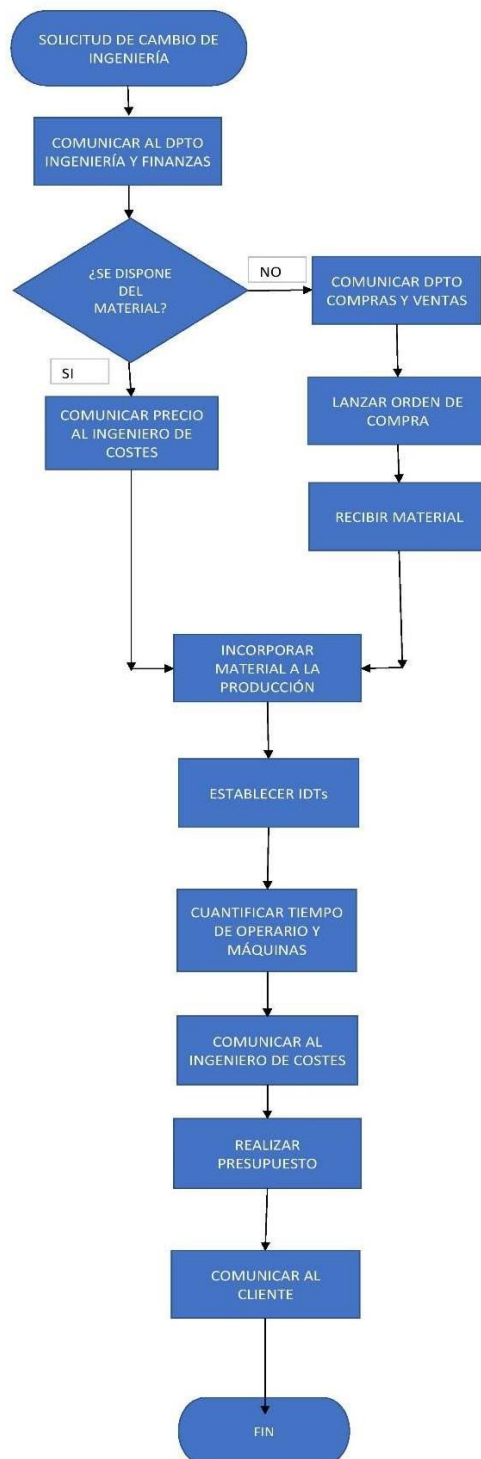 SOLICITUD DE CAMBIO DE
INGENIERÍA
COMUNICAR AL DPTO
INGENIERÍA Y FINANZAS
¿SE DISPONE
DEL
MATERIAL?
NO
COMUNICAR DPTO
COMPRAS Y VENTAS
SI
COMUNICAR PRECIO
AL INGENIERO DE
COSTES
LANZAR ORDEN DE
COMPRA
RECIBIR MATERIAL
INCORPORAR
MATERIAL A LA
PRODUCCIÓN
ESTABLECER IDTs
CUANTIFICAR TIEMPO
DE OPERARIO Y
MÁQUINAS
COMUNICAR AL
INGENIERO DE COSTES
REALIZAR
PRESUPUESTO
COMUNICAR AL
CLIENTE
FIN